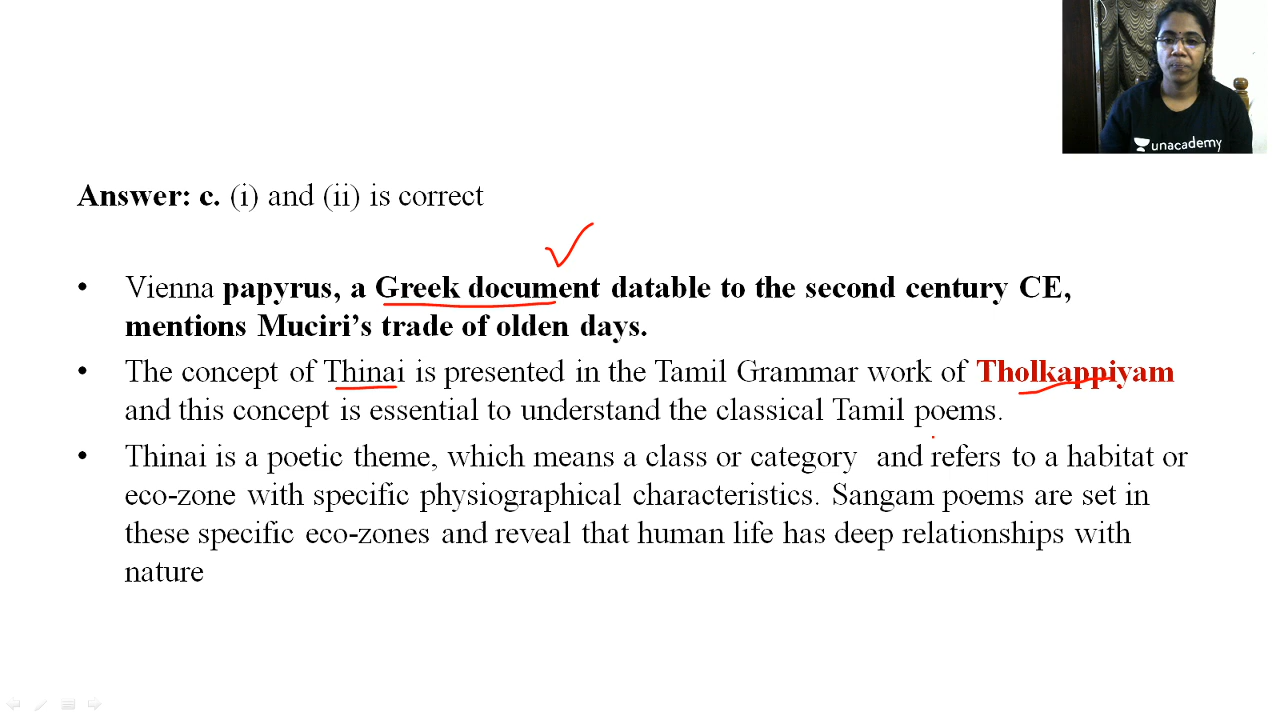 unacademy
Answer: c. (i) and (ii) is correct
• Vienna papyrus, a Greek document datable to the second century CE,
mentions Muciri’s trade of olden days.
• The concept of Thinai is presented in the Tamil Grammar work of Tholkappiyam
and this concept is essential to understand the classical Tamil poems.
• Thinai is a poetic theme, which means a class or category and refers to a habitat or
eco-zone with specific physiographical characteristics. Sangam poems are set in
these specific eco-zones and reveal that human life has deep relationships with
nature